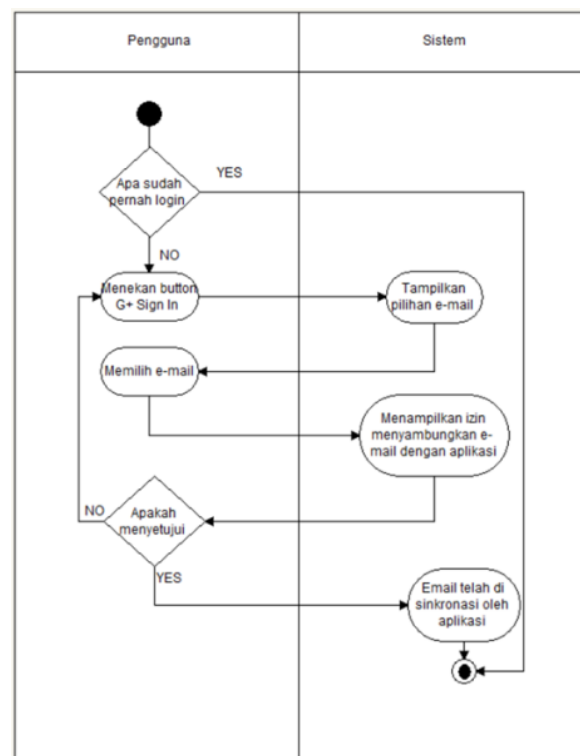 Pengguna
Sistem
Apa sudah
pernah login
YES
NO
Menekan button
G+ Sign In
Tampilkan
pilihan e-mail
Memilih e-mail
Menampilkan izin
menyambungkan e-
mail dengan aplikasi
NO
Apakah
menyetujui
YES
Email telah di
sinkronasi oleh
aplikasi